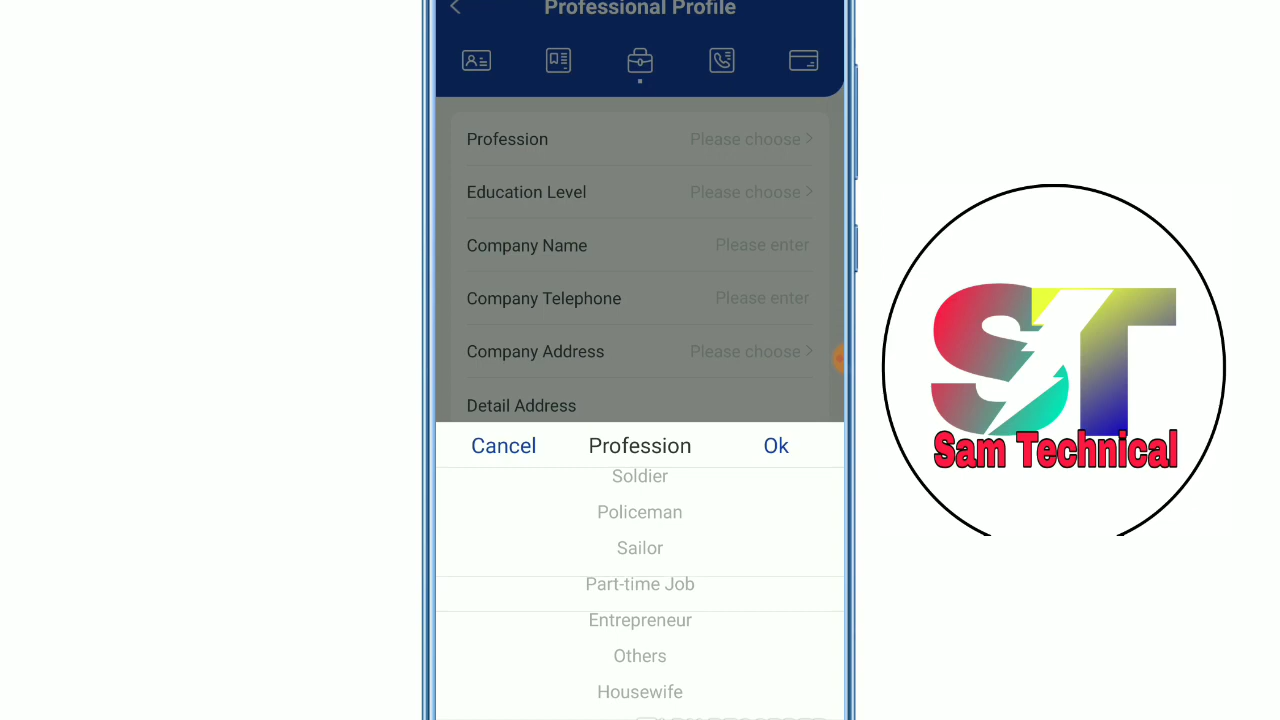 Professional Profile
Profession Please choose
Education Level Please choose
Company Name Please enter
Company Telephone Please enter
Company Address Please choose
Detail Address
Cancel Profession Ok
Soldier
Policeman
Sailor
Part-time Job
Entrepreneur
Others
Housewife
ST
Sam Technical